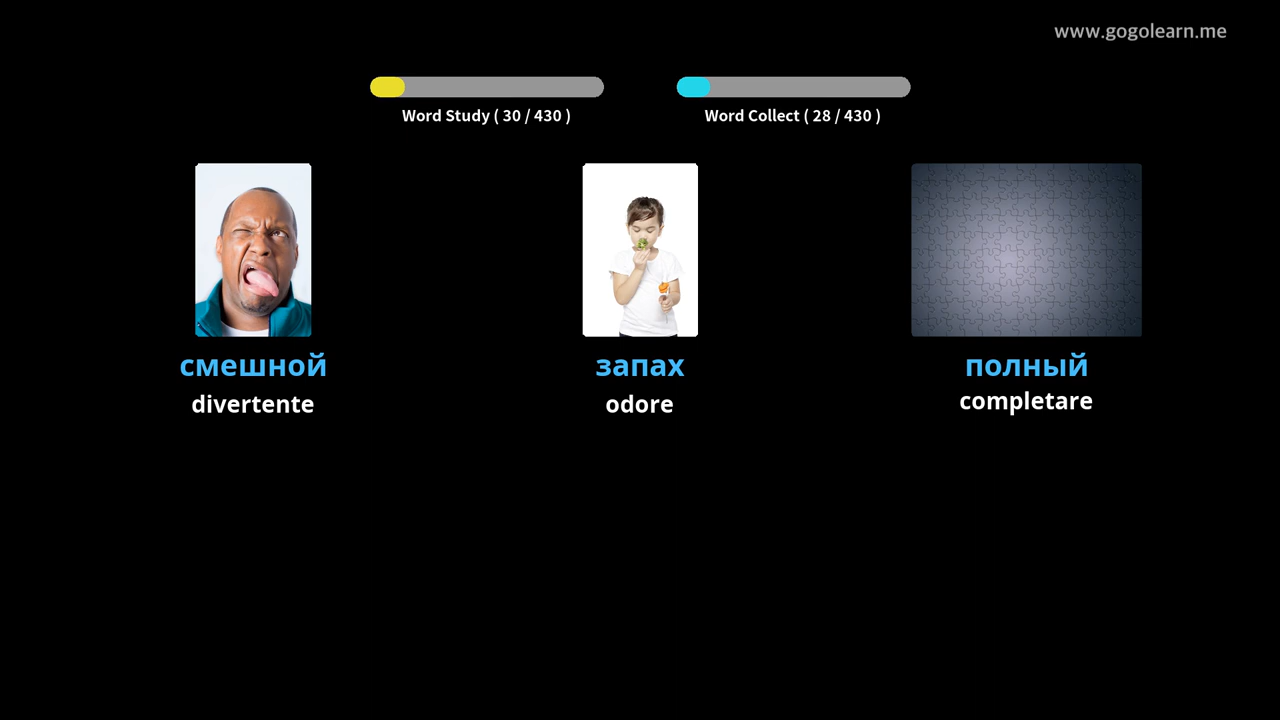 www.gogolearn.me
Word Study ( 30 / 430 )
Word Collect ( 28 / 430 )
смешной
divertente
запах
odore
полный
completare